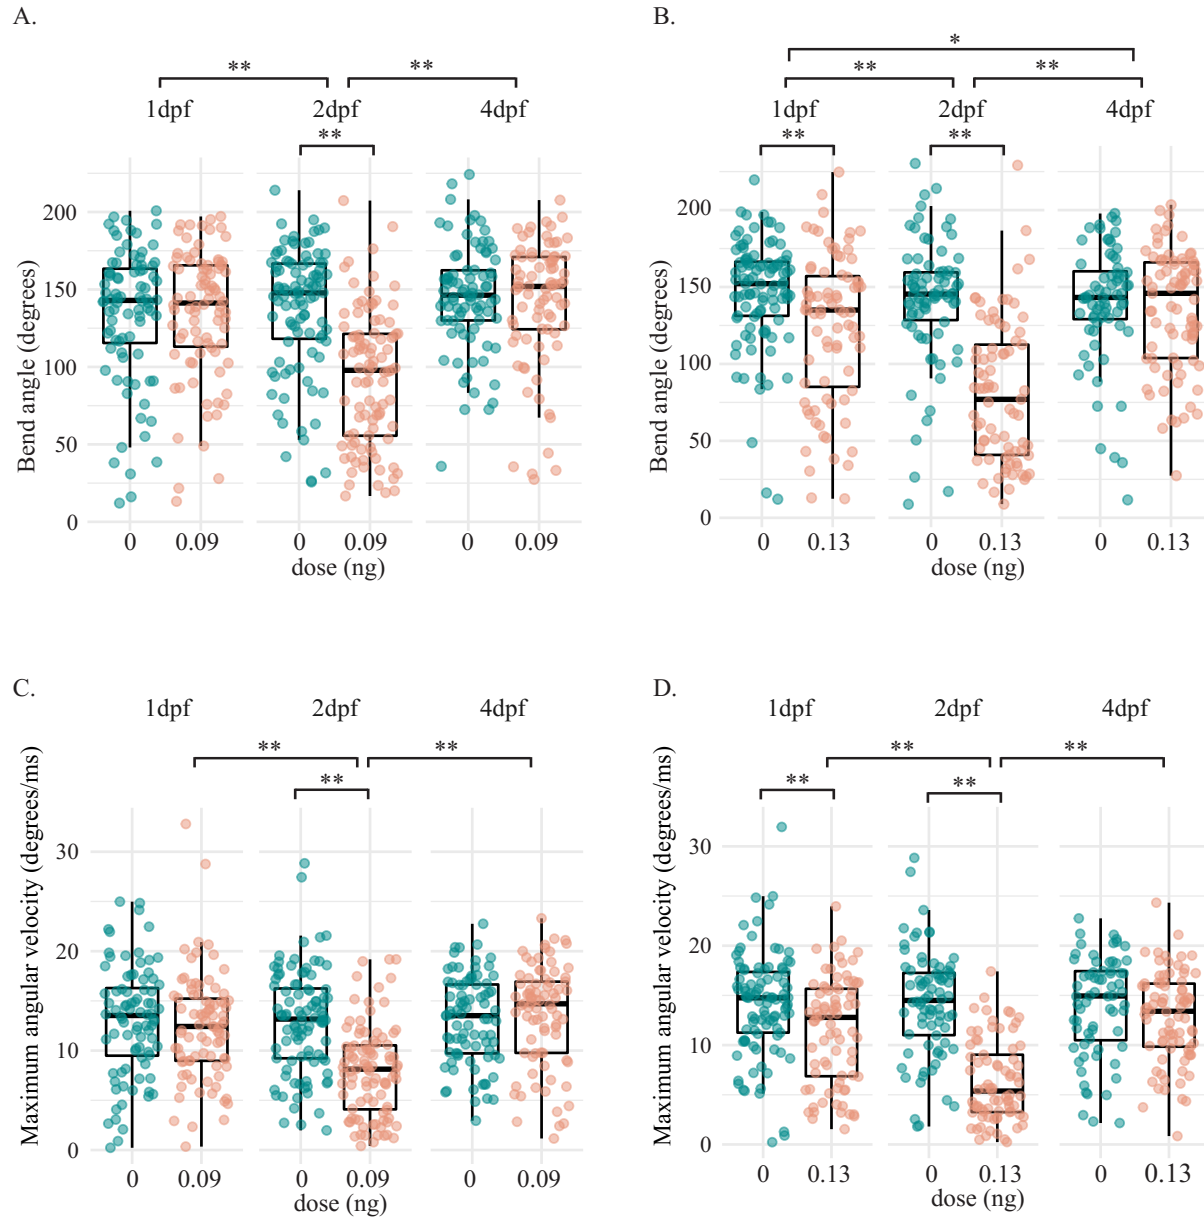 A.
** **
1dpf 2dpf 4dpf
**
Bend angle (degrees)
200
150
100
50
0
0 0.09 0 0.09 0 0.09
dose (ng)
B.
*
** **
1dpf 2dpf 4dpf
** **
Bend angle (degrees)
200
150
100
50
0
0 0.13 0 0.13 0 0.13
dose (ng)
C.
1dpf 2dpf 4dpf
** **
**
Maximum angular velocity (degrees/ms)
30
20
10
0
0 0.09 0 0.09 0 0.09
dose (ng)
D.
1dpf 2dpf 4dpf
** **
** **
Maximum angular velocity (degrees/ms)
30
20
10
0
0 0.13 0 0.13 0 0.13
dose (ng)